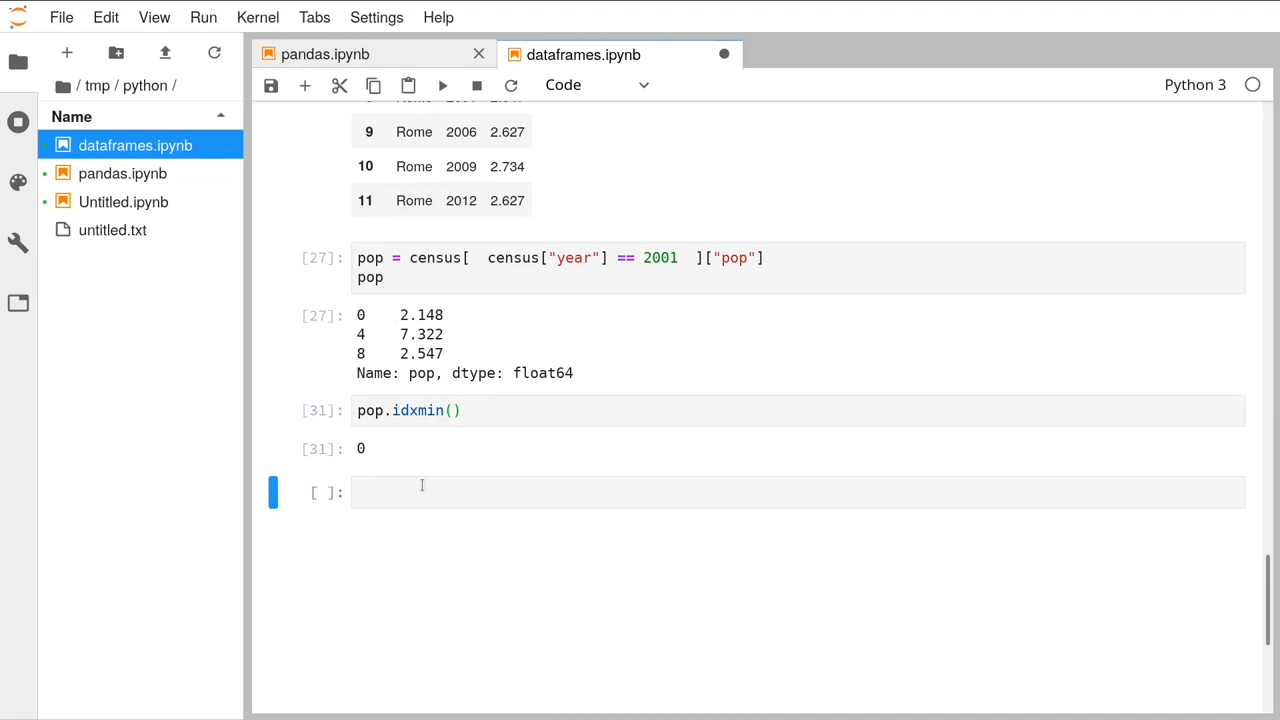 File Edit View Run Kernel Tabs Settings Help
pandas.ipynb
dataframes.ipynb
Code
Python 3
/ tmp / python /
Name
dataframes.ipynb
pandas.ipynb
Untitled.ipynb
untitled.txt
9 Rome 2006 2.627
10 Rome 2009 2.734
11 Rome 2012 2.627
[27]: pop = census[  census["year"] == 2001  ]["pop"]
pop
[27]: 0 2.148
4 7.322
8 2.547
Name: pop, dtype: float64
[31]: pop.idxmin()
[31]: 0
[ ]: